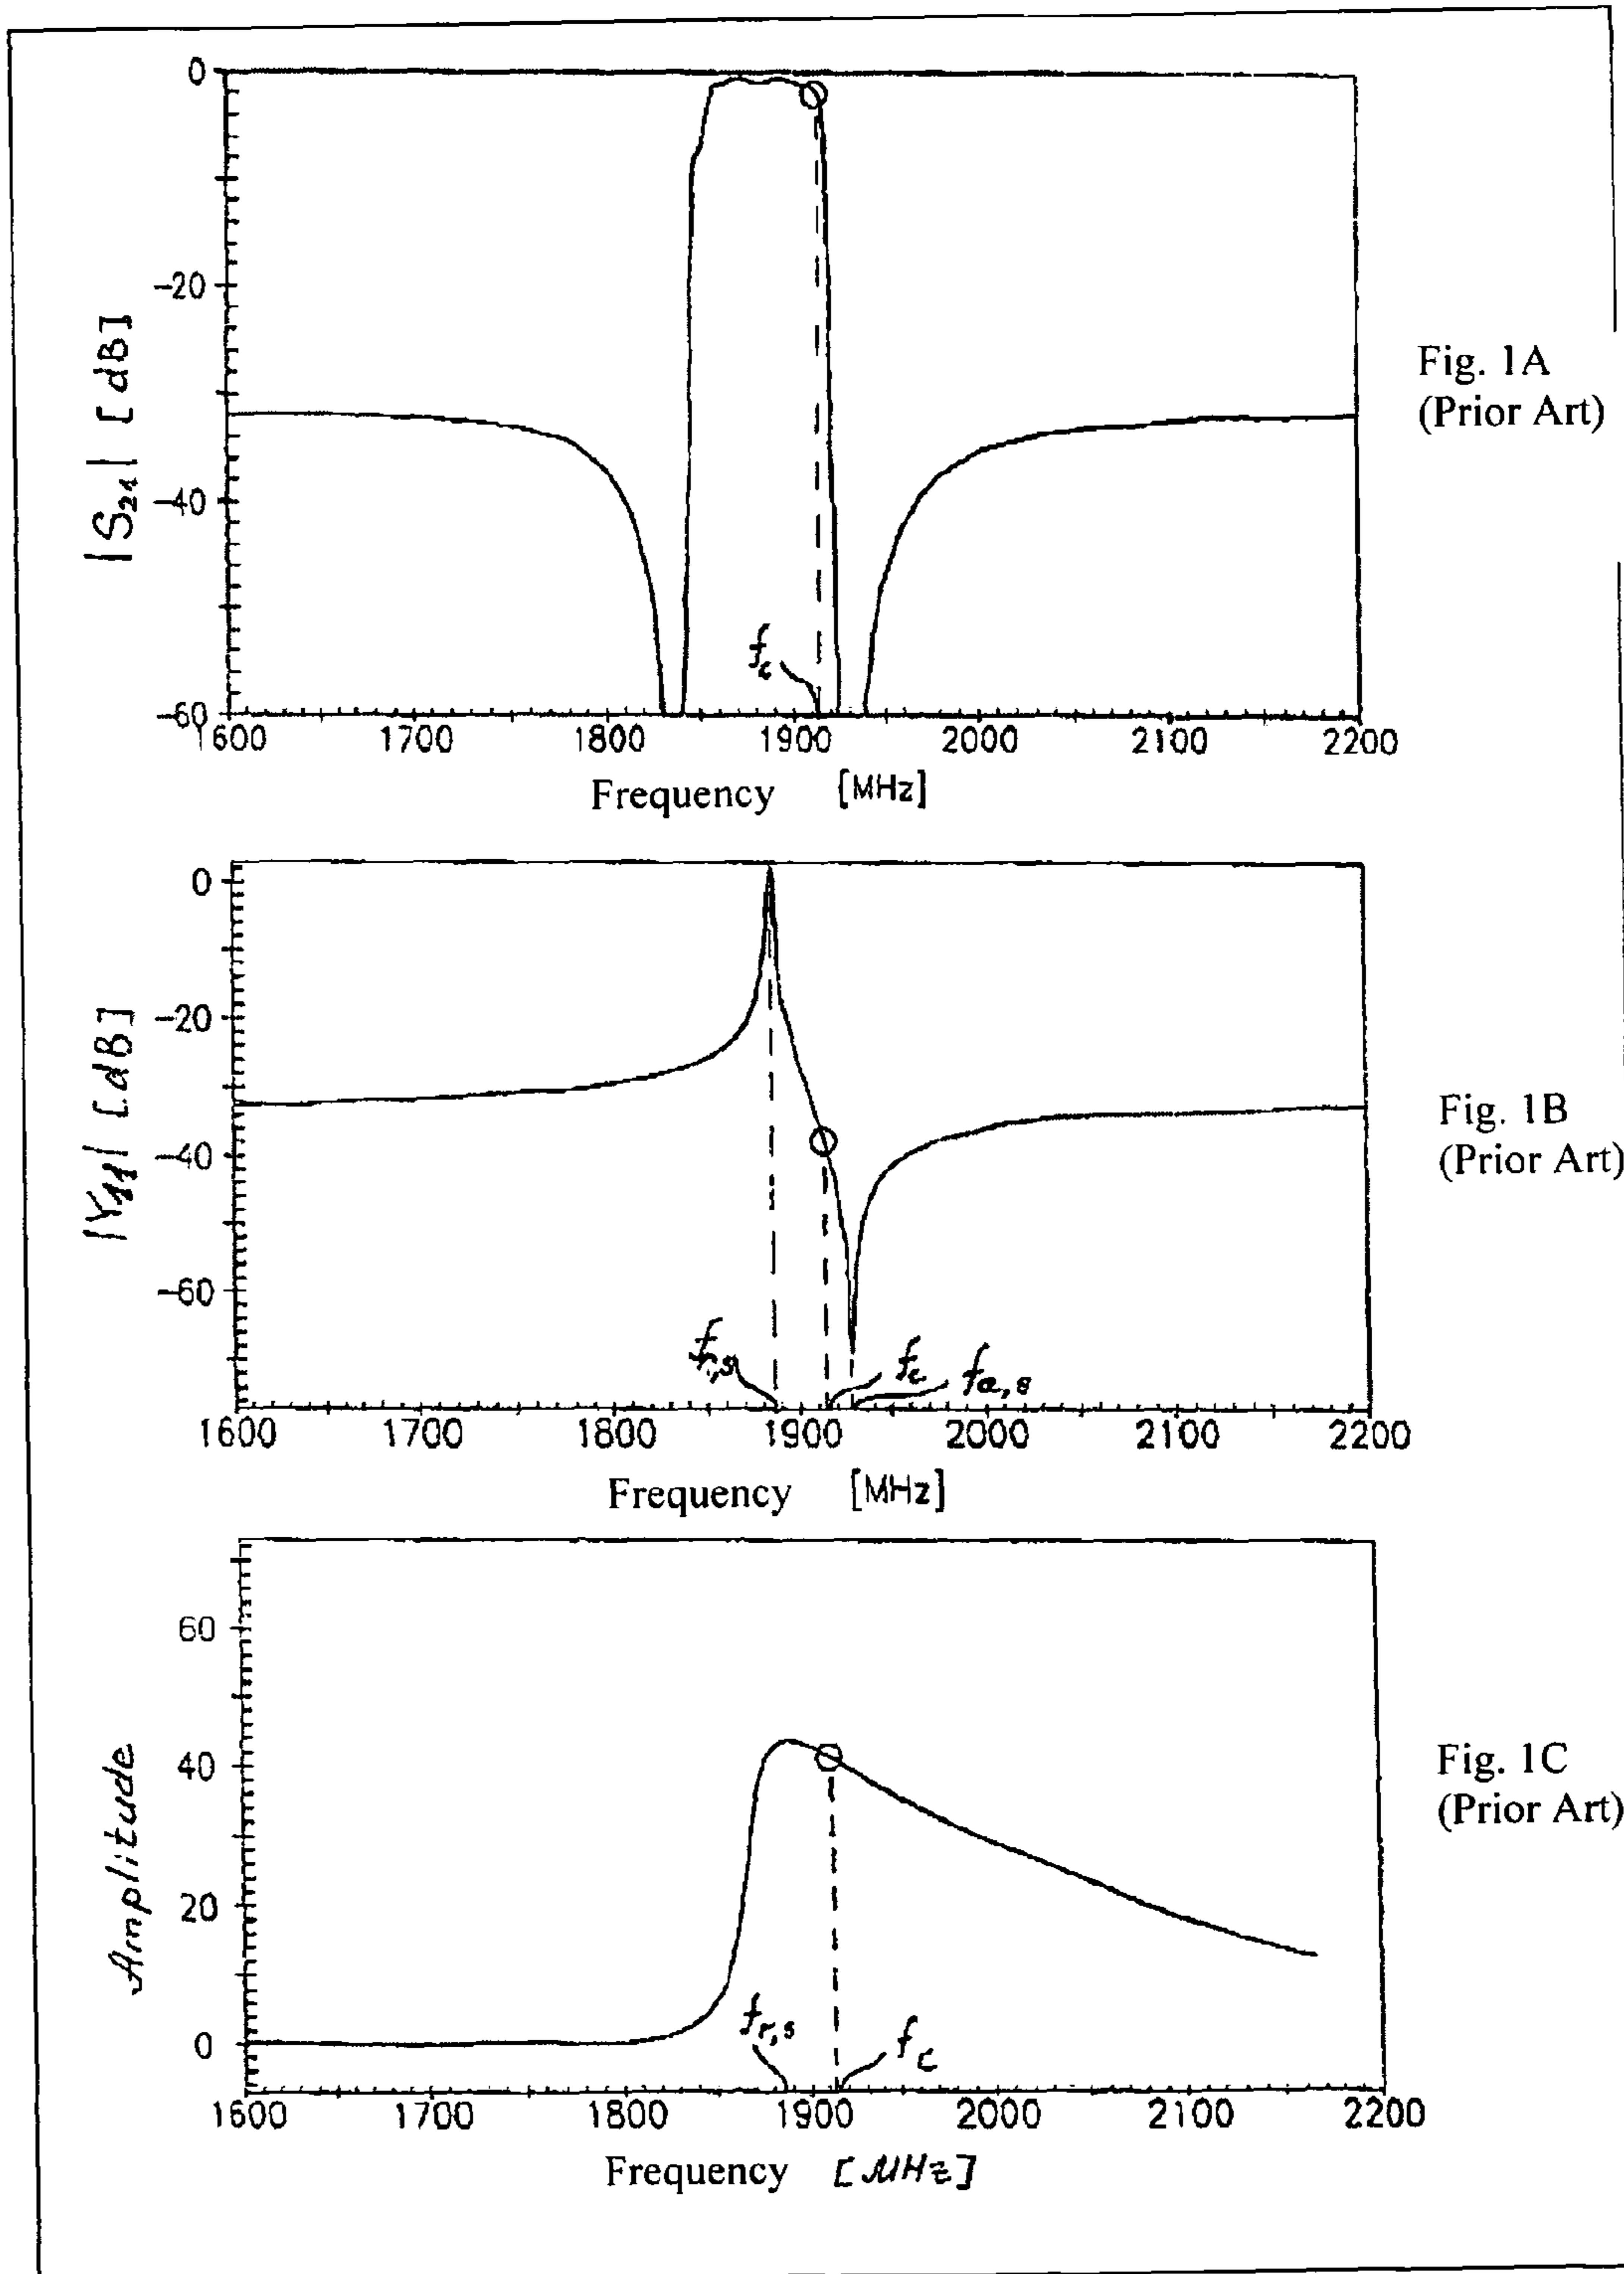 0
-20
-40
-60
|S21| [dB]
fc
1600 1700 1800 1900 2000 2100 2200
Frequency [MHz]
Fig. 1A
(Prior Art)
0
-20
-40
-60
|Y11| [dB]
fr,s
fc
fa,s
1600 1700 1800 1900 2000 2100 2200
Frequency [MHz]
Fig. 1B
(Prior Art)
60
40
20
0
Amplitude
fr,s
fc
1600 1700 1800 1900 2000 2100 2200
Frequency [MHz]
Fig. 1C
(Prior Art)